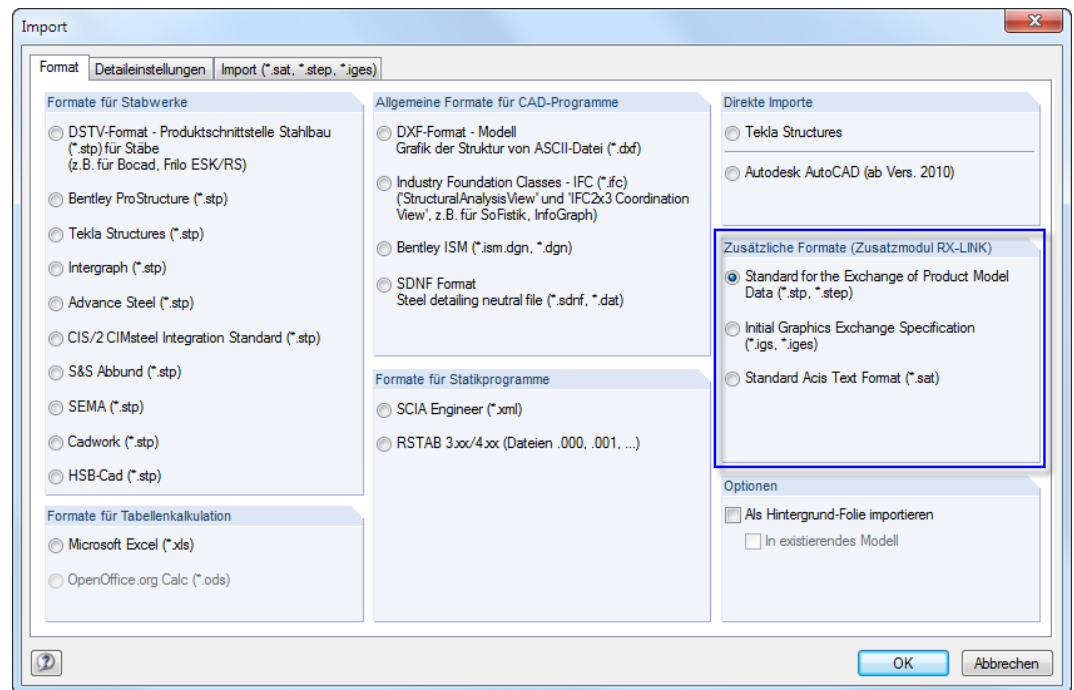 Import
Format
Detaileinstellungen
Import (*.sat, *.step, *.iges)
Formate für Stabwerke
DSTV-Format - Produktschnittstelle Stahlbau
(*.stp) für Stäbe
(z.B. für Bocad, Frilo ESK/RS)
Bentley ProStructure (*.stp)
Tekla Structures (*.stp)
Intergraph (*.stp)
Advance Steel (*.stp)
CIS/2 CIMsteel Integration Standard (*.stp)
S&S Abbund (*.stp)
SEMA (*.stp)
Cadwork (*.stp)
HSB-Cad (*.stp)
Formate für Tabellenkalkulation
Microsoft Excel (*.xls)
OpenOffice.org Calc (*.ods)
Allgemeine Formate für CAD-Programme
DXF-Format - Modell
Grafik der Struktur von ASCII-Datei (*.dxf)
Industry Foundation Classes - IFC (*.ifc)
('StructuralAnalysisView' und 'IFC2x3 Coordination
View', z.B. für SoFistik, InfoGraph)
Bentley ISM (*.ism.dgn, *.dgn)
SDNF Format
Steel detailing neutral file (*.sdnf, *.dat)
Formate für Statikprogramme
SCIA Engineer (*.xml)
RSTAB 3.xx/4.xx (Dateien .000, .001, ...)
Direkte Importe
Tekla Structures
Autodesk AutoCAD (ab Vers. 2010)
Zusätzliche Formate (Zusatzmodul RX-LINK)
Standard for the Exchange of Product Model
Data (*.stp, *.step)
Initial Graphics Exchange Specification
(*.igs, *.iges)
Standard Acis Text Format (*.sat)
Optionen
Als Hintergrund-Folie importieren
In existierendes Modell
OK
Abbrechen